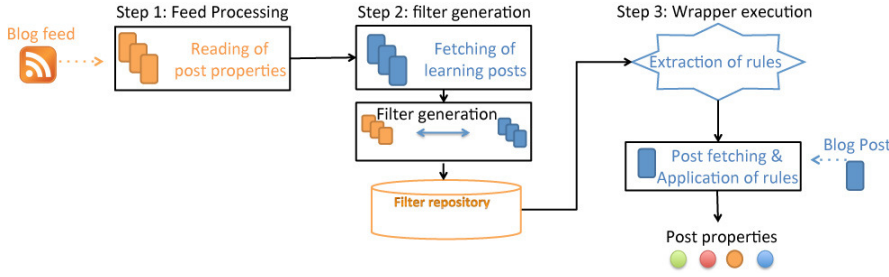 Step 1: Feed Processing
Blog feed
Reading of
post properties
Step 2: filter generation
Fetching of
learning posts
Filter generation
Filter repository
Step 3: Wrapper execution
Extraction of rules
Blog Post
Post fetching &
Application of rules
Post properties